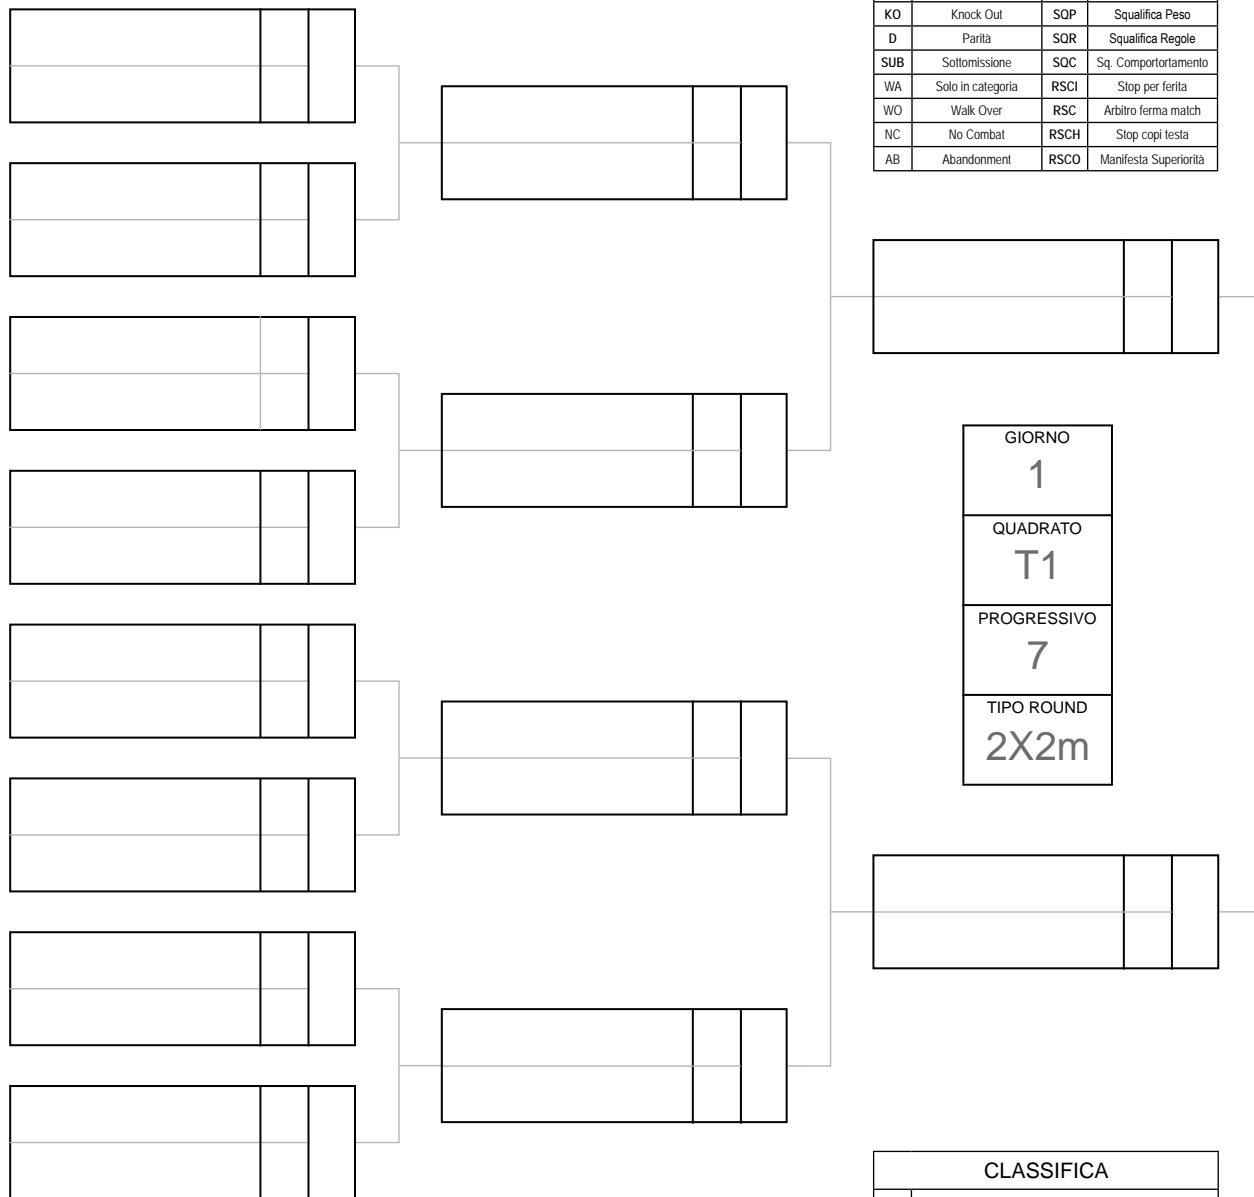 KO Knock Out SQP Squalifica Peso
D Parità SQR Squalifica Regole
SUB Sottomissione SQC Sq. Comportortamento
WA Solo in categoria RSCI Stop per ferita
WO Walk Over RSC Arbitro ferma match
NC No Combat RSCH Stop copi testa
AB Abandonment RSCO Manifesta Superiorità
GIORNO
1
QUADRATO
T1
PROGRESSIVO
7
TIPO ROUND
2X2m
CLASSIFICA